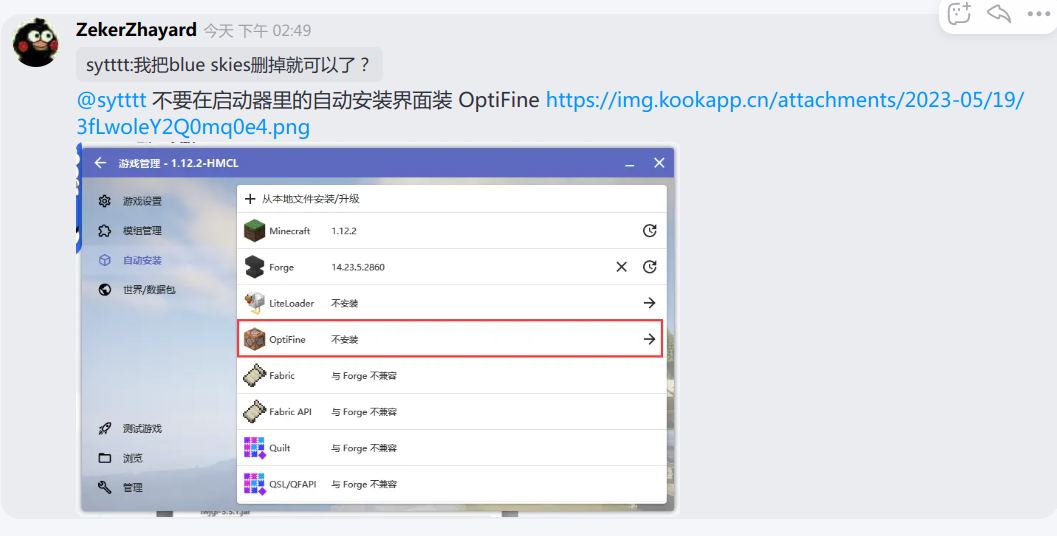 ZekerZhayard 今天 下午 02:49
sytttt:我把blue skies删掉就可以了？
@sytttt 不要在启动器里的自动安装界面装 OptiFine https://img.kookapp.cn/attachments/2023-05/19/
3fLwoleY2Q0mq0e4.png
游戏管理 - 1.12.2-HMCL
游戏设置
模组管理
自动安装
世界/数据包
测试游戏
浏览
管理
从本地文件安装/升级
Minecraft 1.12.2
Forge 14.23.5.2860
LiteLoader 不安装
OptiFine 不安装
Fabric 与 Forge 不兼容
Fabric API 与 Forge 不兼容
Quilt 与 Forge 不兼容
QSL/QFAPI 与 Forge 不兼容